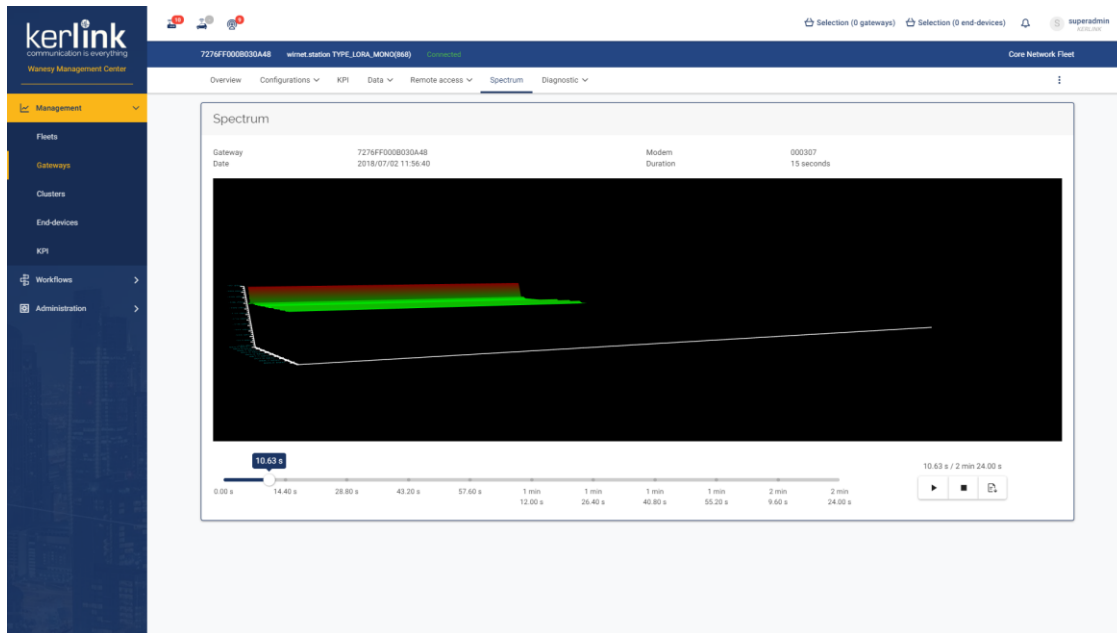 kerlink
communication is everything
Wanesy Management Center
Management
Fleets
Gateways
Clusters
End-devices
KPI
Workflows
Administration
Selection (0 gateways)
Selection (0 end-devices)
S
superadmin
KERLINK
7276FF000B030A48
wirnet.station TYPE_LORA_MONO(868)
Connected
Core Network Fleet
Overview
Configurations
KPI
Data
Remote access
Spectrum
Diagnostic
Spectrum
Gateway 7276FF000B030A48 Modem 000307
Date 2018/07/02 11:56:40 Duration 15 seconds
10.63 s
0.00 s 14.40 s 28.80 s 43.20 s 57.60 s 1 min 1 min 1 min 1 min 2 min 2 min
12.00 s 26.40 s 40.80 s 55.20 s 9.60 s 24.00 s
10.63 s / 2 min 24.00 s